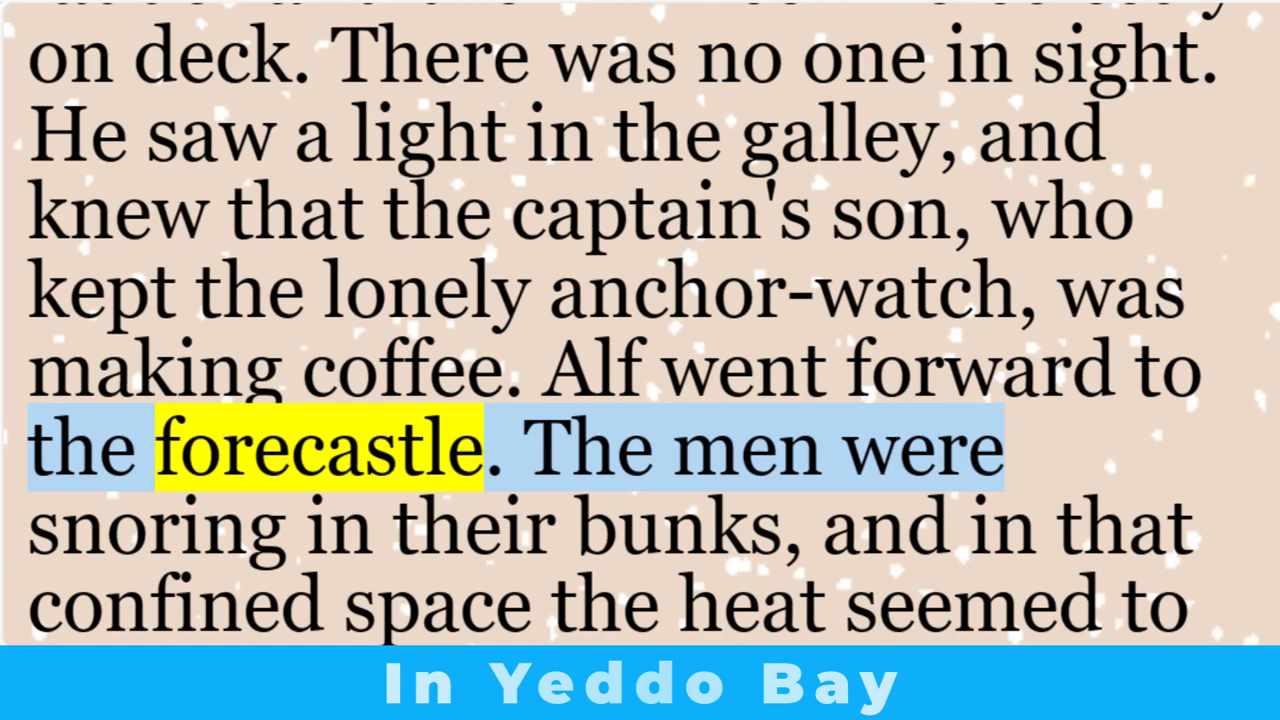 on deck. There was no one in sight.
He saw a light in the galley, and
knew that the captain's son, who
kept the lonely anchor-watch, was
making coffee. Alf went forward to
the forecastle. The men were
snoring in their bunks, and in that
confined space the heat seemed to
In Yeddo Bay